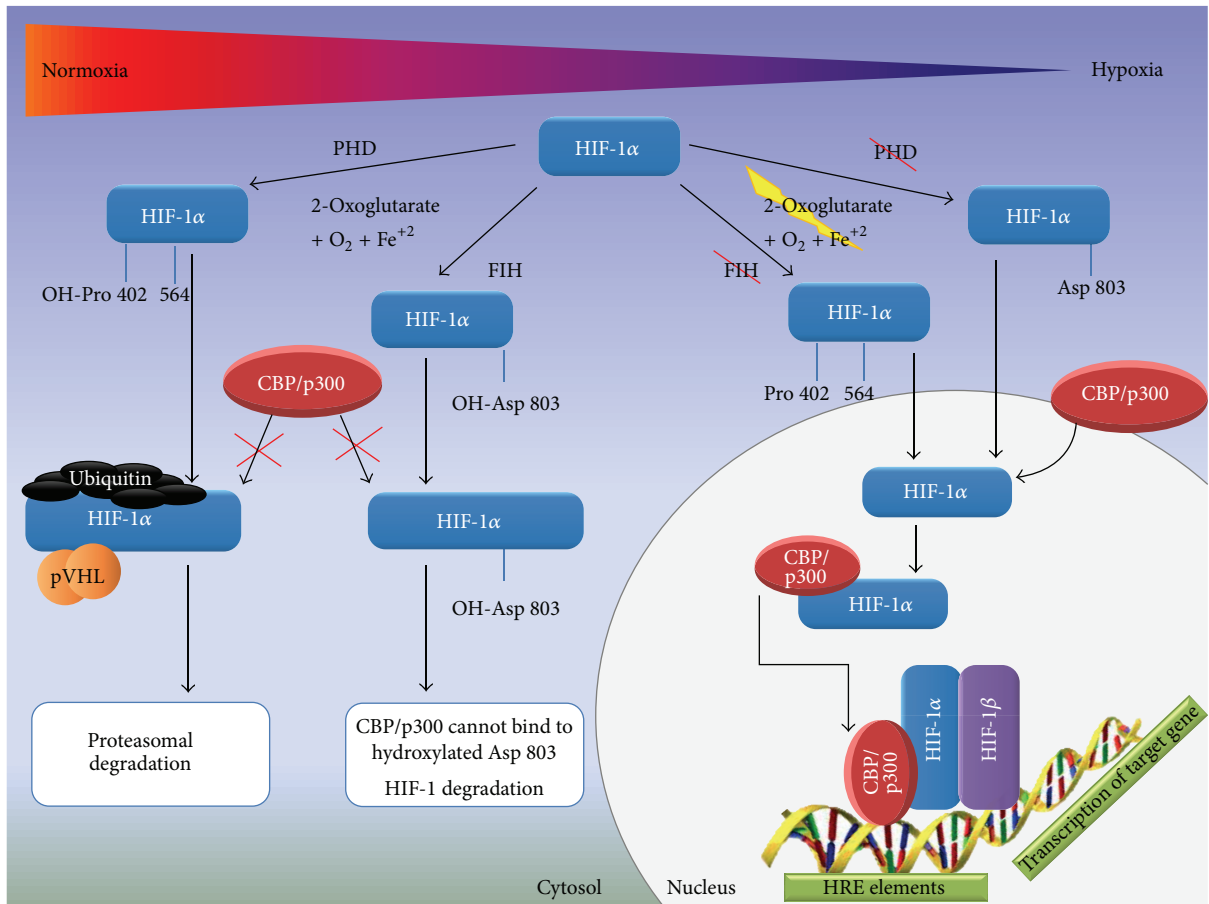 Normoxia
Hypoxia
HIF-1α
PHD
PHD
HIF-1α
2-Oxoglutarate
+ O₂ + Fe⁺²
2-Oxoglutarate
+ O₂ + Fe⁺²
HIF-1α
FIH
FIH
OH-Pro 402 564
Asp 803
HIF-1α
HIF-1α
CBP/p300
OH-Asp 803
Pro 402 564
CBP/p300
Ubiquitin
HIF-1α
HIF-1α
HIF-1α
pVHL
CBP/
p300
HIF-1α
OH-Asp 803
Proteasomal
degradation
CBP/p300 cannot bind to
hydroxylated Asp 803
HIF-1 degradation
CBP/
p300
HIF-1α
HIF-1β
Transcription of target gene
Cytosol
Nucleus
HRE elements